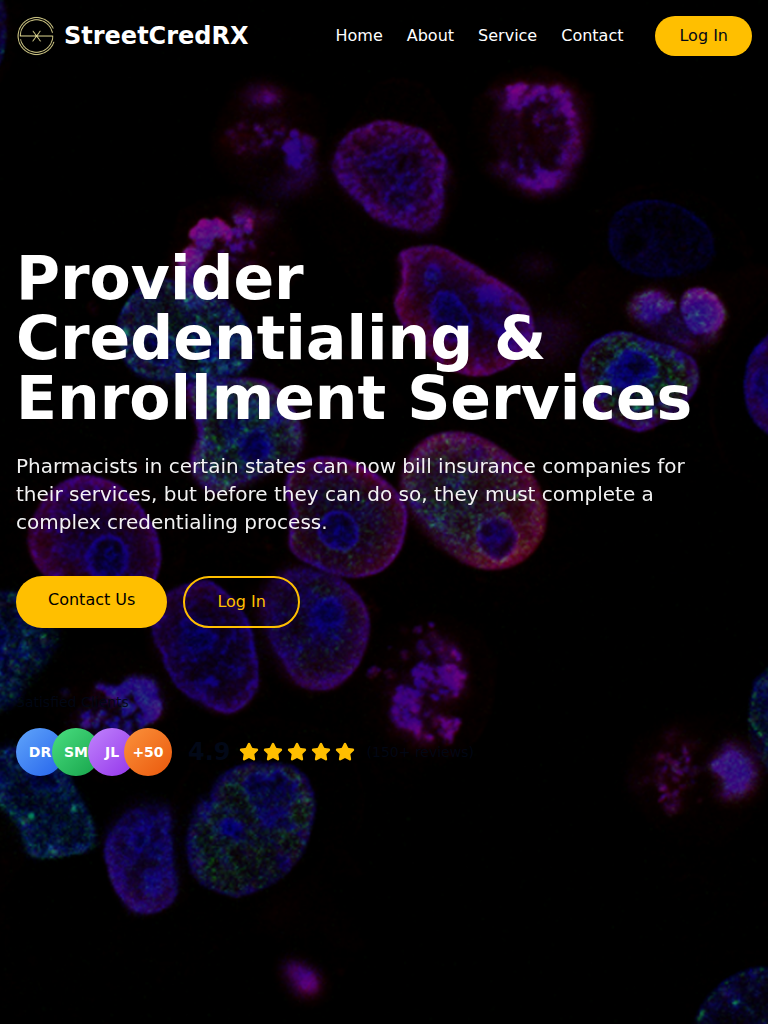 StreetCredRX
Home About Service Contact Log In
Provider
Credentialing &
Enrollment Services
Pharmacists in certain states can now bill insurance companies for
their services, but before they can do so, they must complete a
complex credentialing process.
Contact Us Log In
DR SM JL +50 4.9